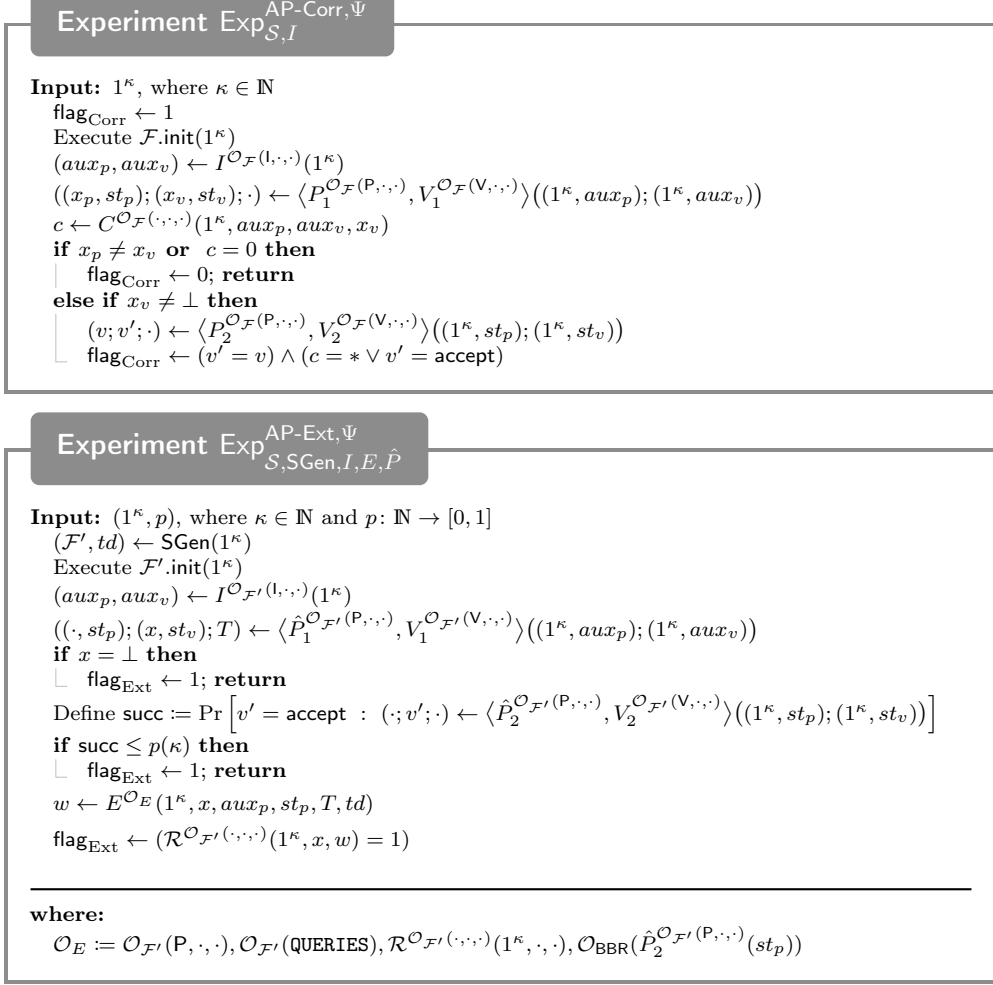 Experiment Exp^{AP-Corr,Ψ}_{𝒮,I}
Input: 1^κ, where κ ∈ ℕ
flag_Corr ← 1
Execute ℱ.init(1^κ)
(aux_p, aux_v) ← I^{𝒪_ℱ(I,·,·)}(1^κ)
((x_p, st_p); (x_v, st_v); ·) ← ⟨P_1^{𝒪_ℱ(P,·,·)}, V_1^{𝒪_ℱ(V,·,·)}⟩((1^κ, aux_p); (1^κ, aux_v))
c ← C^{𝒪_ℱ(·,·,·)}(1^κ, aux_p, aux_v, x_v)
if x_p ≠ x_v or c = 0 then
flag_Corr ← 0; return
else if x_v ≠ ⊥ then
(v; v′; ·) ← ⟨P_2^{𝒪_ℱ(P,·,·)}, V_2^{𝒪_ℱ(V,·,·)}⟩((1^κ, st_p); (1^κ, st_v))
flag_Corr ← (v′ = v) ∧ (c = ∗ ∨ v′ = accept)
Experiment Exp^{AP-Ext,Ψ}_{𝒮,SGen,I,E,P̂}
Input: (1^κ, p), where κ ∈ ℕ and p: ℕ → [0, 1]
(ℱ′, td) ← SGen(1^κ)
Execute ℱ′.init(1^κ)
(aux_p, aux_v) ← I^{𝒪_{ℱ′}(I,·,·)}(1^κ)
((·, st_p); (x, st_v); T) ← ⟨P̂_1^{𝒪_{ℱ′}(P,·,·)}, V_1^{𝒪_{ℱ′}(V,·,·)}⟩((1^κ, aux_p); (1^κ, aux_v))
if x = ⊥ then
flag_Ext ← 1; return
Define succ ≔ Pr[v′ = accept : (·; v′; ·) ← ⟨P̂_2^{𝒪_{ℱ′}(P,·,·)}, V_2^{𝒪_{ℱ′}(V,·,·)}⟩((1^κ, st_p); (1^κ, st_v))]
if succ ≤ p(κ) then
flag_Ext ← 1; return
w ← E^{𝒪_E}(1^κ, x, aux_p, st_p, T, td)
flag_Ext ← (ℛ^{𝒪_{ℱ′}(·,·,·)}(1^κ, x, w) = 1)
where:
𝒪_E ≔ 𝒪_{ℱ′}(P, ·, ·), 𝒪_{ℱ′}(QUERIES), ℛ^{𝒪_{ℱ′}(·,·,·)}(1^κ, ·, ·), 𝒪_BBR(P̂_2^{𝒪_{ℱ′}(P,·,·)}(st_p))